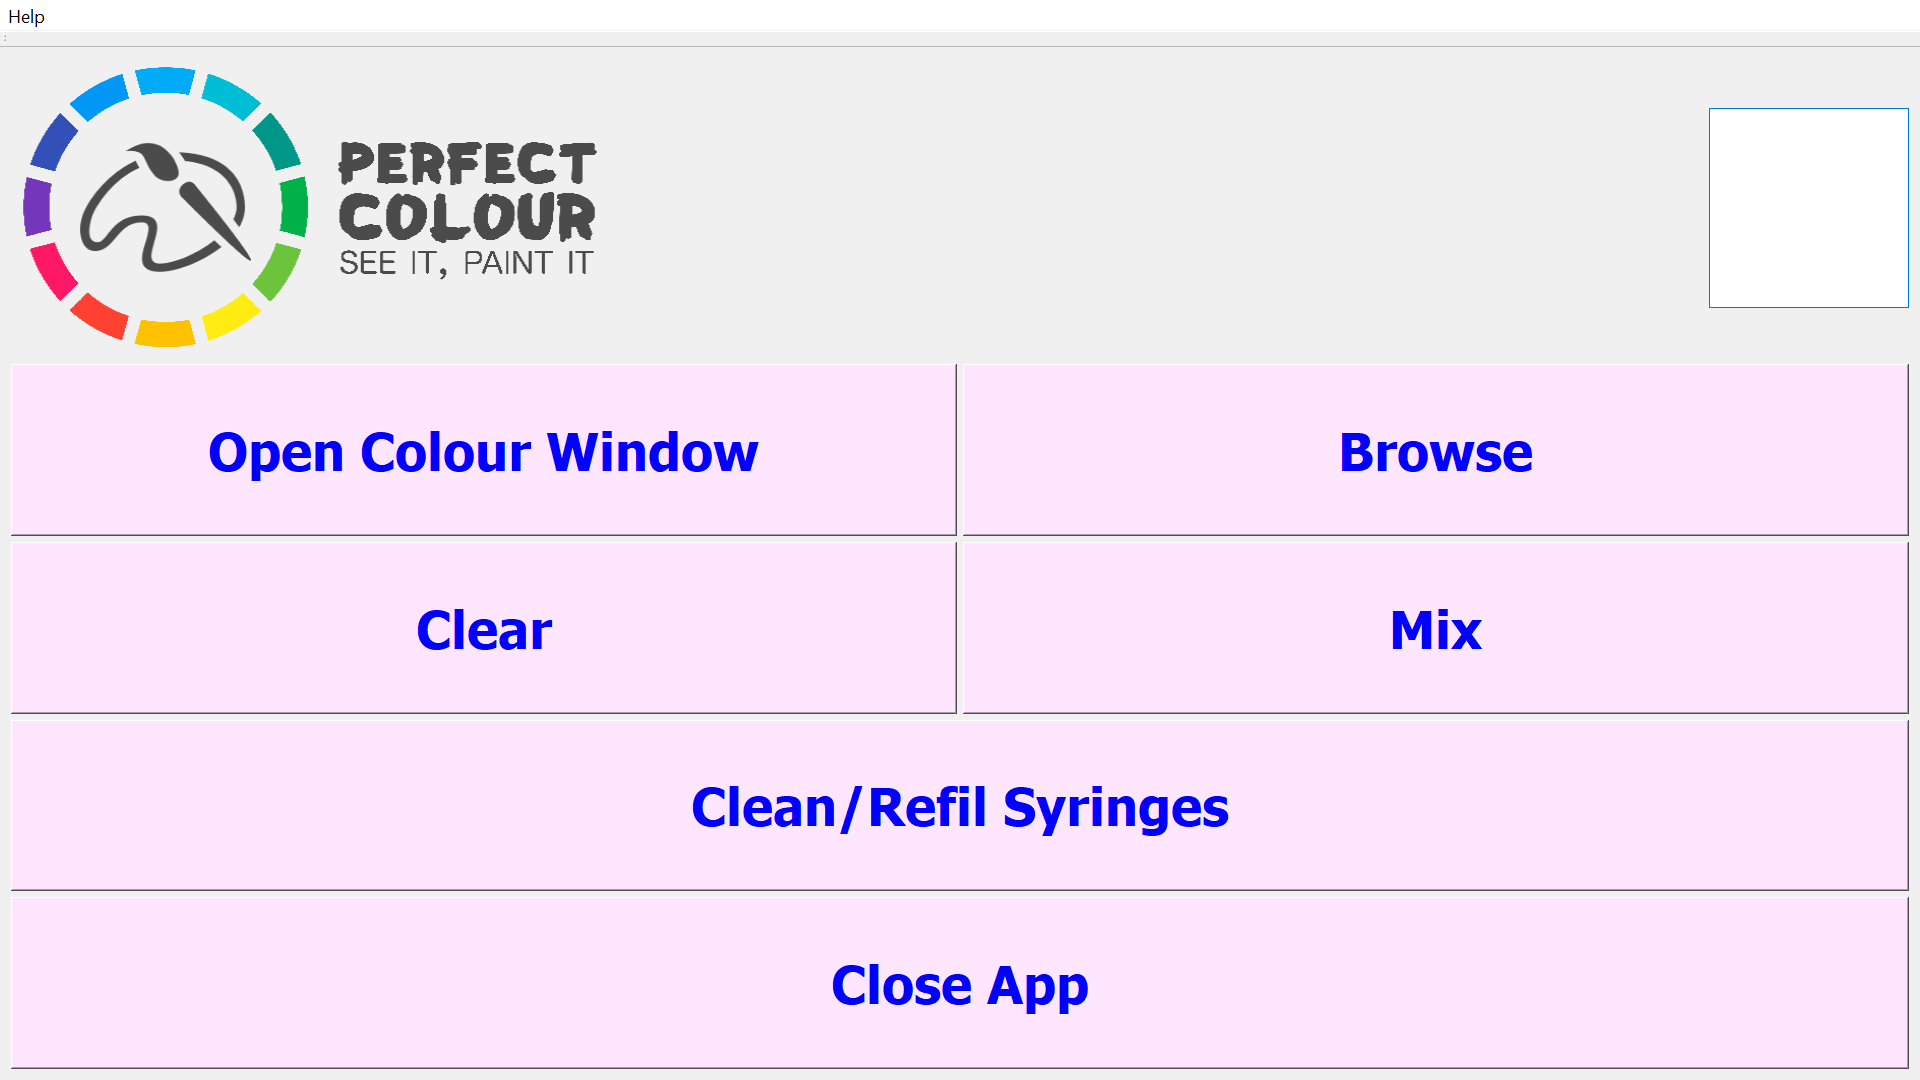 Help
PERFECT
COLOUR
SEE IT, PAINT IT
Open Colour Window
Browse
Clear
Mix
Clean/Refil Syringes
Close App